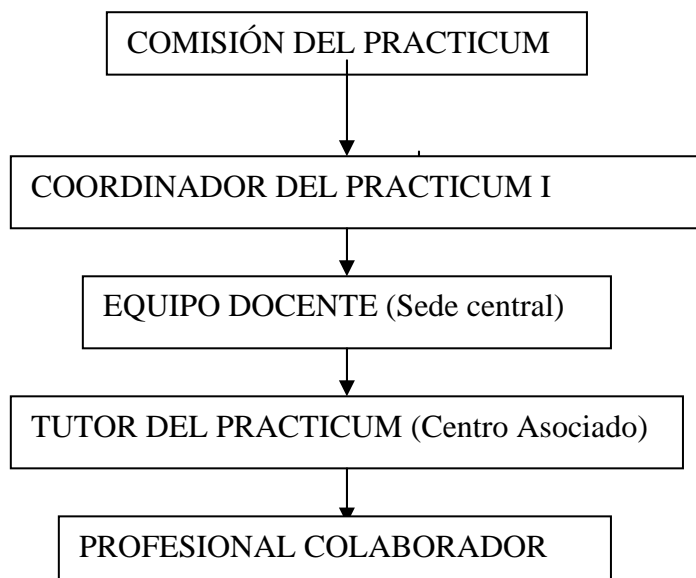 COMISIÓN DEL PRACTICUM
COORDINADOR DEL PRACTICUM I
EQUIPO DOCENTE (Sede central)
TUTOR DEL PRACTICUM (Centro Asociado)
PROFESIONAL COLABORADOR